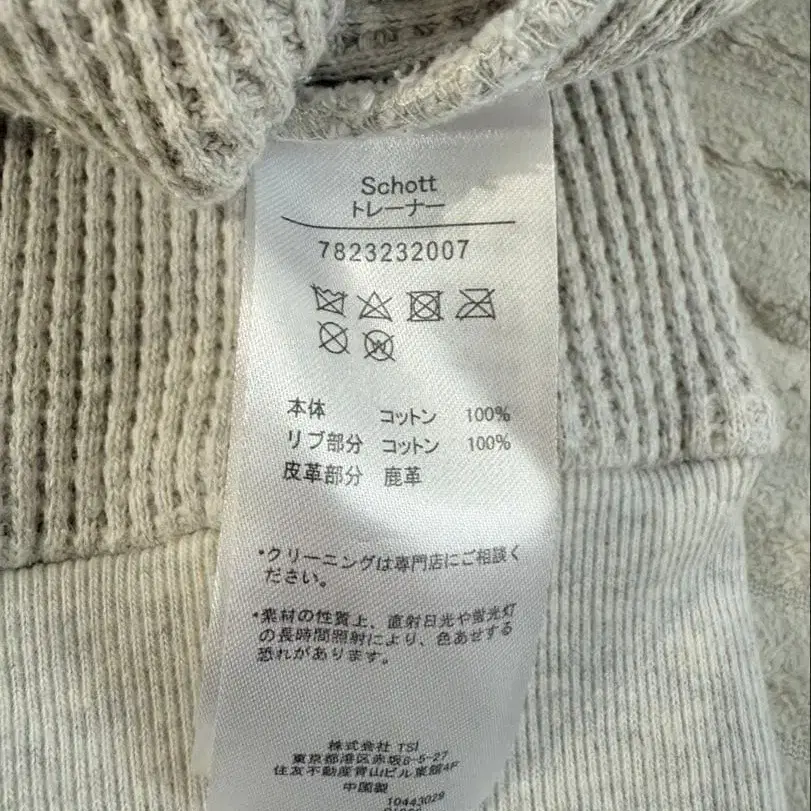 Schott
トレーナー
7823232007
本体 コットン 100%
リブ部分 コットン 100%
皮革部分 鹿革
*クリーニングは専門店にご相談く
ださい。
*素材の性質上、直射日光や蛍光灯
の長時間照射により、色あせする
恐れがあります。
株式会社 TSI
東京都港区赤坂8-5-27
住友不動産青山ビル東館4F
中国製
10443029